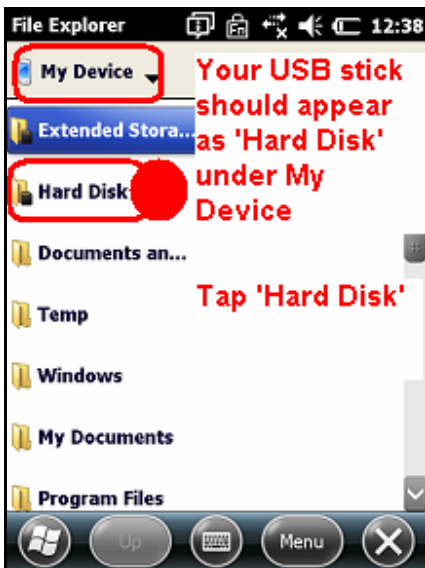 File Explorer 12:38
My Device
Your USB stick
should appear
as 'Hard Disk'
under My
Device
Extended Stora...
Hard Disk
Documents an...
Tap 'Hard Disk'
Temp
Windows
My Documents
Program Files
Up Menu